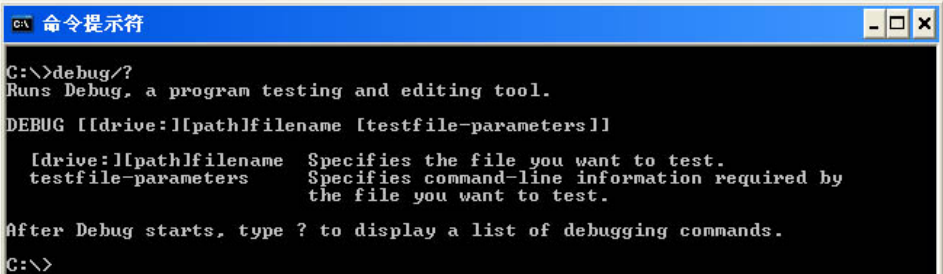 命令提示符
C:\>debug/?
Runs Debug, a program testing and editing tool.
DEBUG [[drive:][path]filename [testfile-parameters]]
[drive:][path]filename  Specifies the file you want to test.
testfile-parameters     Specifies command-line information required by
the file you want to test.
After Debug starts, type ? to display a list of debugging commands.
C:\>